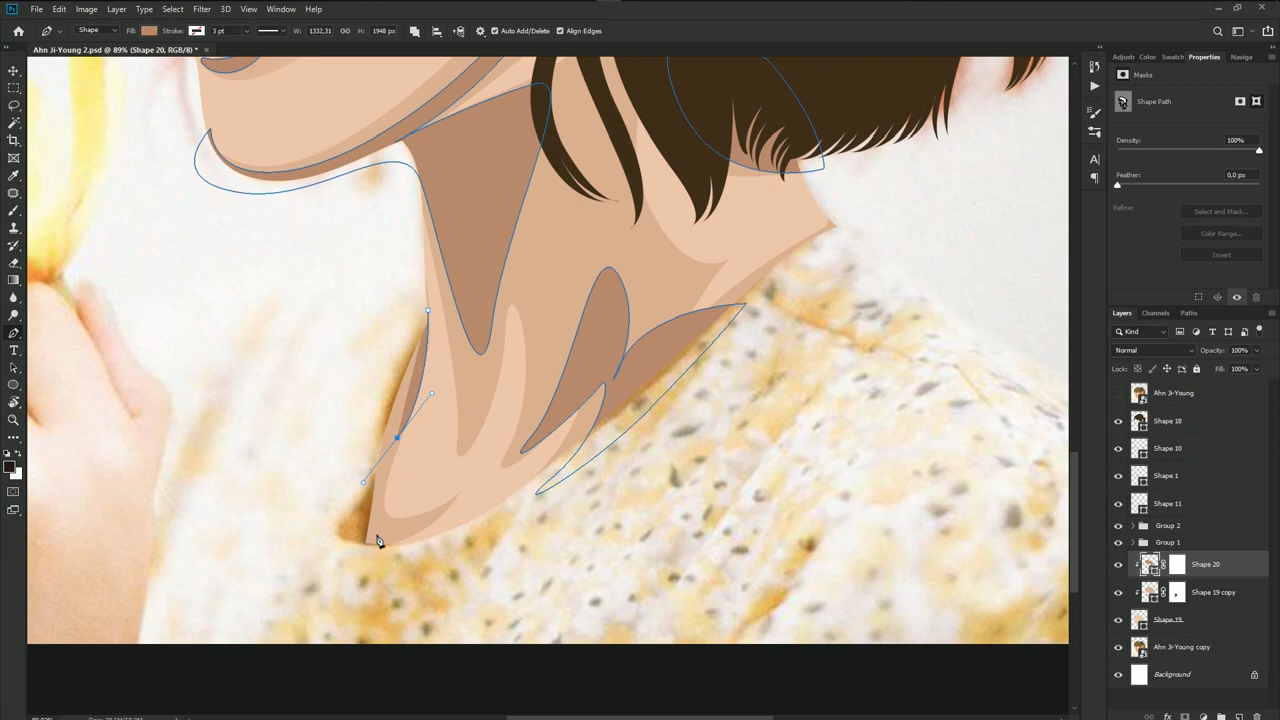 File Edit Image Layer Type Select Filter 3D View Window Help
Shape Fill: Stroke: 3 pt W: 1332,31 H: 1948 px Auto Add/Delete Align Edges
Ahn Ji-Young 2.psd @ 89% (Shape 20, RGB/8) *
Adjustr Color Swatch Properties Naviga
Masks
Shape Path
Density: 100%
Feather: 0,0 px
Refine: Select and Mask...
Color Range...
Invert
Layers Channels Paths
Kind
Normal Opacity: 100%
Lock: Fill: 100%
Ahn Ji-Young
Shape 18
Shape 10
Shape 1
Shape 11
Group 2
Group 1
Shape 20
Shape 19 copy
Shape 19
Ahn Ji-Young copy
Background